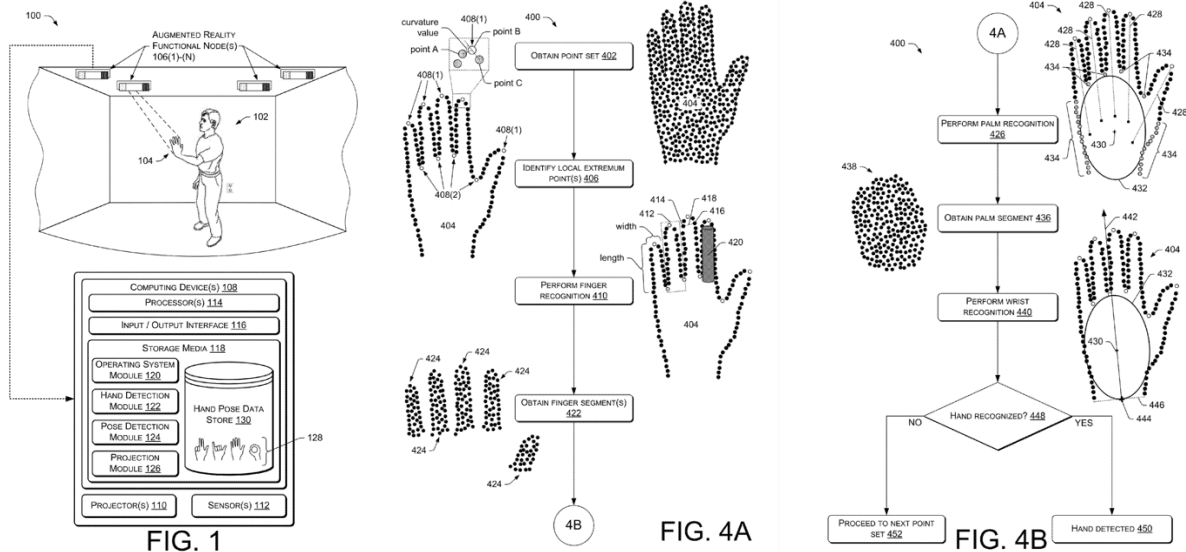 100
AUGMENTED REALITY
FUNCTIONAL NODE(S)
106(1)-(N)
102
104
COMPUTING DEVICE(S) 108
PROCESSOR(S) 114
INPUT / OUTPUT INTERFACE 116
STORAGE MEDIA 118
OPERATING SYSTEM
MODULE 120
HAND DETECTION
MODULE 122
POSE DETECTION
MODULE 124
PROJECTION
MODULE 126
HAND POSE DATA
STORE 130
128
PROJECTOR(S) 110
SENSOR(S) 112
FIG. 1
400
curvature
value
408(1)
point B
point A
point C
408(1)
408(1)
408(2)
404
OBTAIN POINT SET 402
404
IDENTIFY LOCAL EXTREMUM
POINT(S) 406
414
418
412
416
width
420
length
404
PERFORM FINGER
RECOGNITION 410
424
424
424
424
OBTAIN FINGER SEGMENT(S)
422
424
424
4B
FIG. 4A
400
4A
404
428
428
428
428
434
434
428
430
434
434
432
PERFORM PALM RECOGNITION
426
438
OBTAIN PALM SEGMENT 436
442
404
432
430
446
444
PERFORM WRIST
RECOGNITION 440
HAND RECOGNIZED? 448
NO
YES
PROCEED TO NEXT POINT
SET 452
HAND DETECTED 450
FIG. 4B